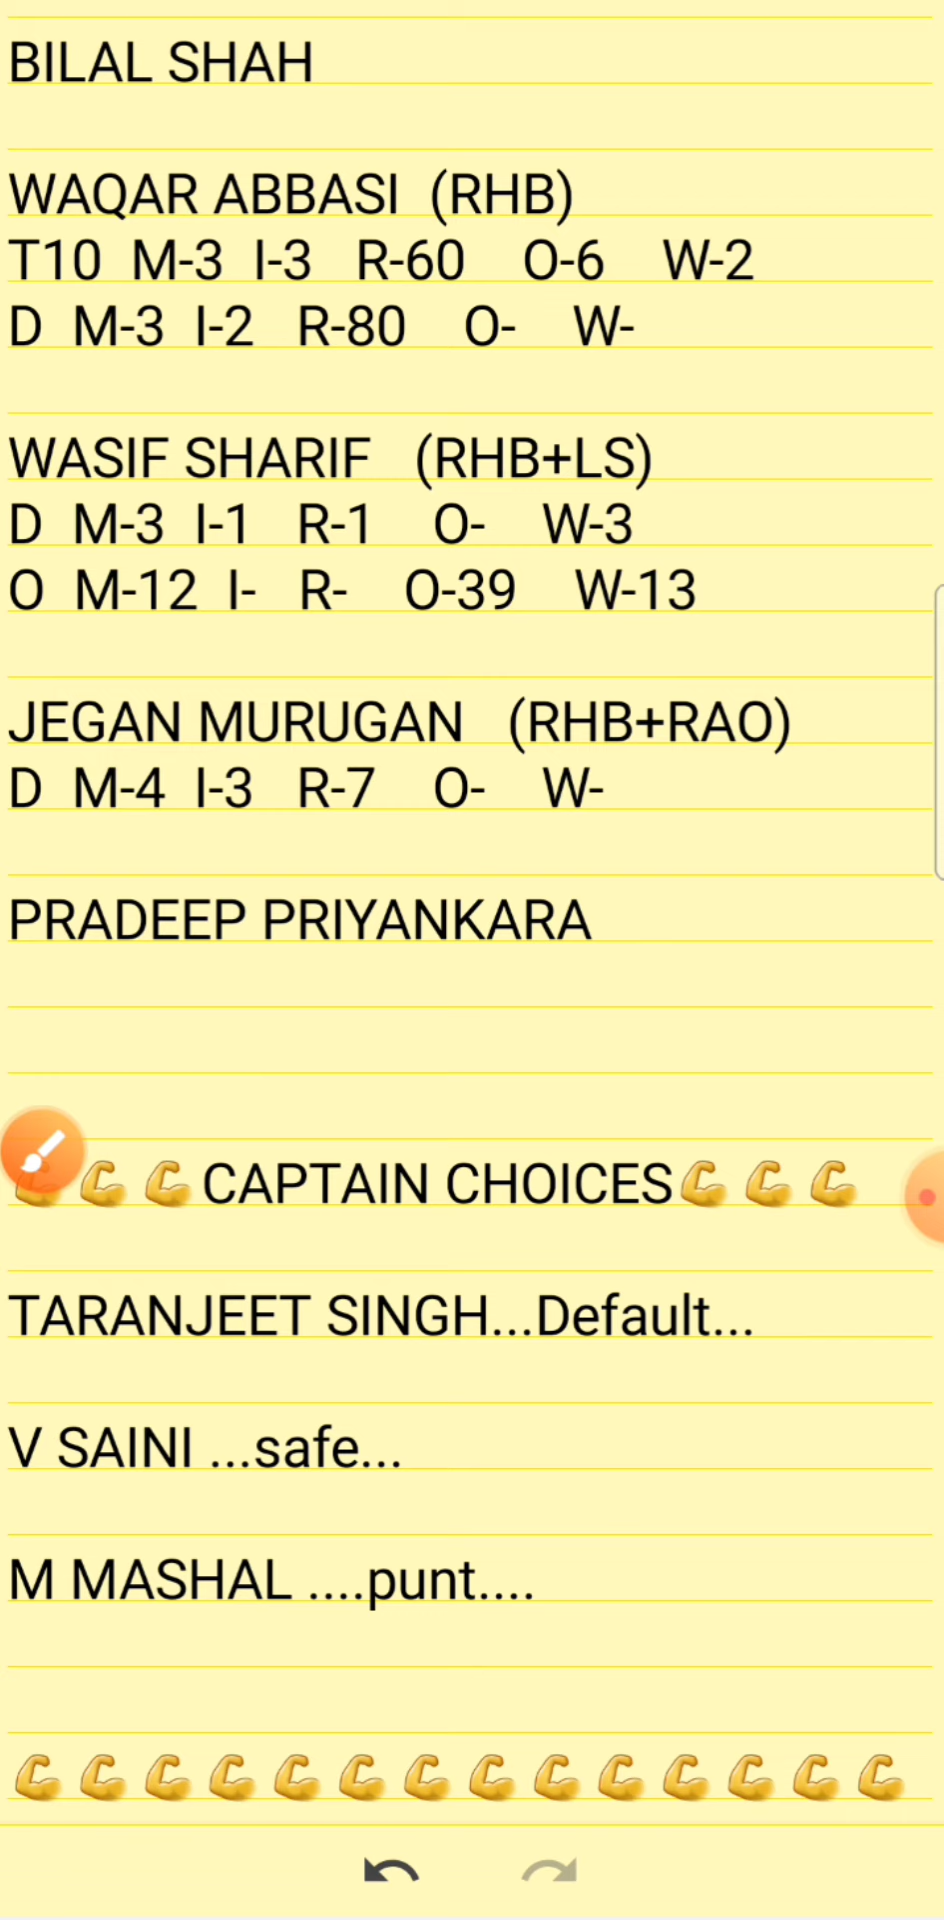 BILAL SHAH
WAQAR ABBASI (RHB)
T10 M-3 I-3 R-60 O-6 W-2
D M-3 I-2 R-80 O- W-
WASIF SHARIF (RHB+LS)
D M-3 I-1 R-1 O- W-3
O M-12 I- R- O-39 W-13
JEGAN MURUGAN (RHB+RAO)
D M-4 I-3 R-7 O- W-
PRADEEP PRIYANKARA
💪💪💪CAPTAIN CHOICES💪💪💪
TARANJEET SINGH...Default...
V SAINI ...safe...
M MASHAL ....punt....
💪💪💪💪💪💪💪💪💪💪💪💪💪💪